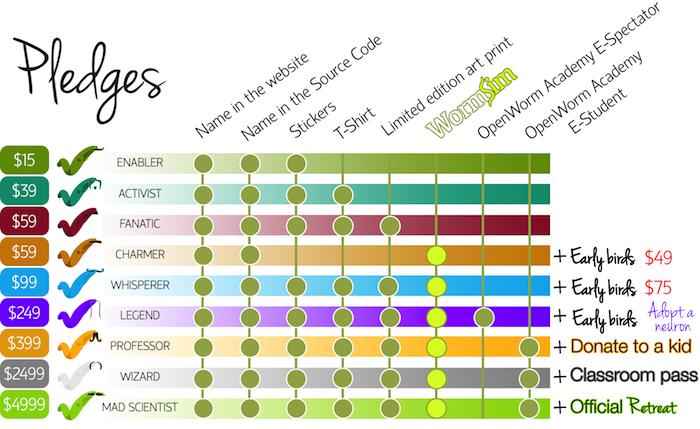 Pledges
Name in the website
Name in the Source Code
Stickers
T-Shirt
Limited edition art print
WormSim
OpenWorm Academy E-Spectator
OpenWorm Academy
E-Student
$15 ENABLER
$39 ACTIVIST
$59 FANATIC
$59 CHARMER + Early birds $49
$99 WHISPERER + Early birds $75
$249 LEGEND + Early birds Adopt a
neuron
$399 PROFESSOR + Donate to a kid
$2499 WIZARD + Classroom pass
$4999 MAD SCIENTIST + Official Retreat